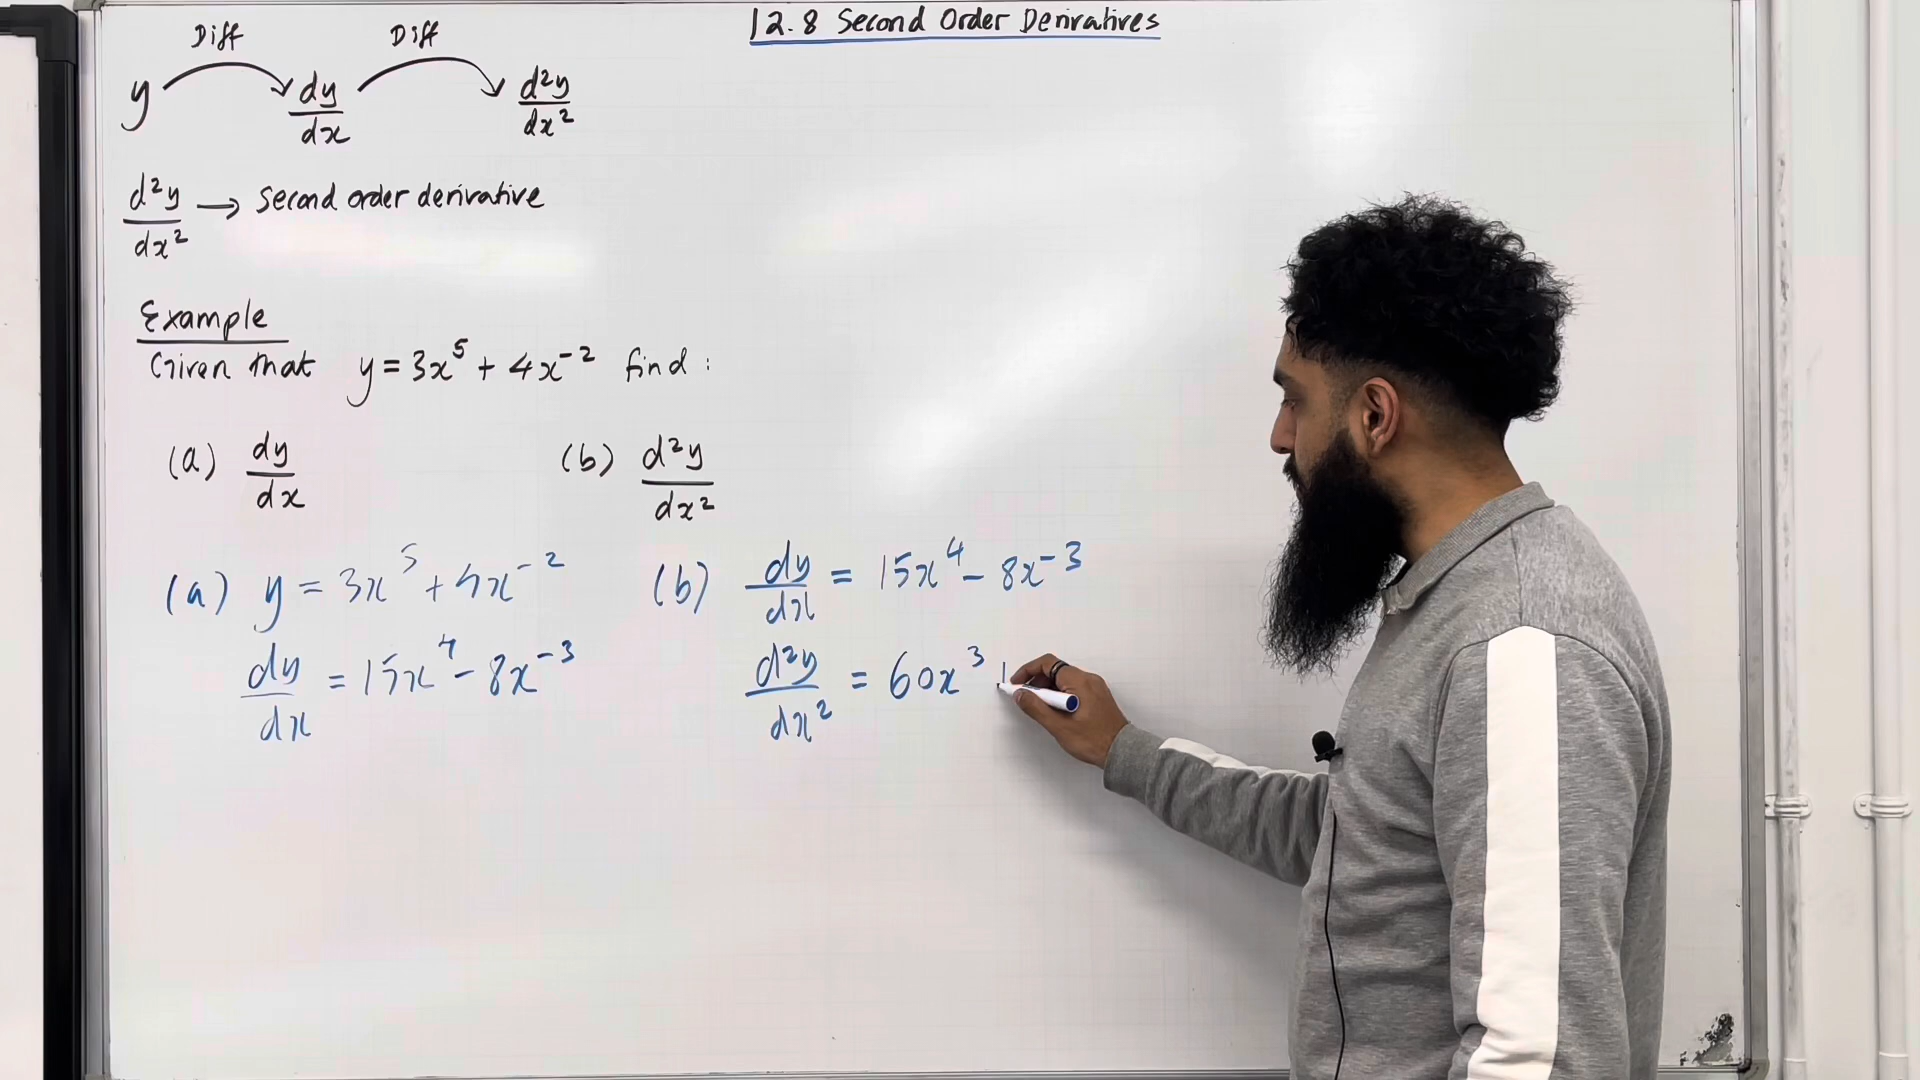 12.8 Second Order Derivatives
Diff Diff
y dy/dx d²y/dx²
d²y/dx² → Second order derivative
Example
Given that y = 3x⁵ + 4x⁻² find :
(a) dy/dx (b) d²y/dx²
(a) y = 3x⁵ + 4x⁻²
dy/dx = 15x⁴ - 8x⁻³
(b) dy/dx = 15x⁴ - 8x⁻³
d²y/dx² = 60x³